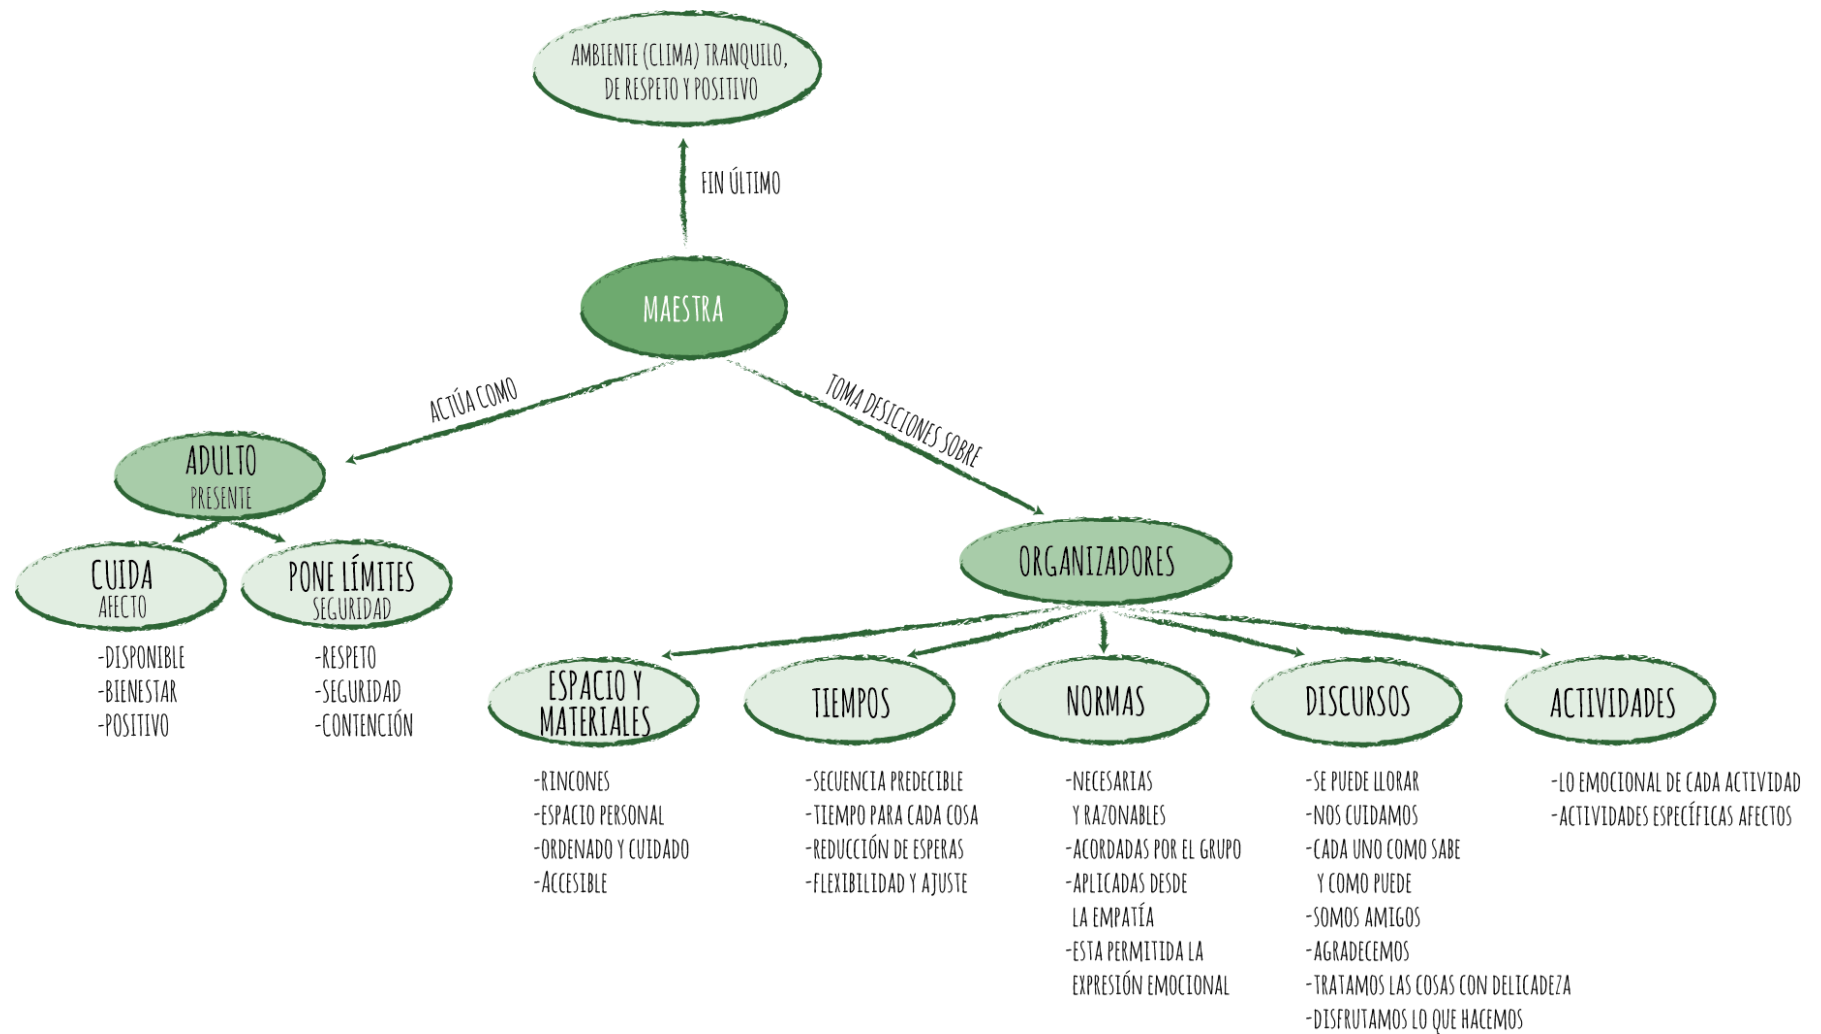 AMBIENTE (CLIMA) TRANQUILO,
DE RESPETO Y POSITIVO
FIN ÚLTIMO
MAESTRA
ACTÚA COMO
TOMA DESICIONES SOBRE
ADULTO
PRESENTE
CUIDA
AFECTO
-DISPONIBLE
-BIENESTAR
-POSITIVO
PONE LÍMITES
SEGURIDAD
-RESPETO
-SEGURIDAD
-CONTENCIÓN
ORGANIZADORES
ESPACIO Y
MATERIALES
-RINCONES
-ESPACIO PERSONAL
-ORDENADO Y CUIDADO
-ACCESIBLE
TIEMPOS
-SECUENCIA PREDECIBLE
-TIEMPO PARA CADA COSA
-REDUCCIÓN DE ESPERAS
-FLEXIBILIDAD Y AJUSTE
NORMAS
-NECESARIAS
Y RAZONABLES
-ACORDADAS POR EL GRUPO
-APLICADAS DESDE
LA EMPATÍA
-ESTA PERMITIDA LA
EXPRESIÓN EMOCIONAL
DISCURSOS
-SE PUEDE LLORAR
-NOS CUIDAMOS
-CADA UNO COMO SABE
Y COMO PUEDE
-SOMOS AMIGOS
-AGRADECEMOS
-TRATAMOS LAS COSAS CON DELICADEZA
-DISFRUTAMOS LO QUE HACEMOS
ACTIVIDADES
-LO EMOCIONAL DE CADA ACTIVIDAD
-ACTIVIDADES ESPECÍFICAS AFECTOS